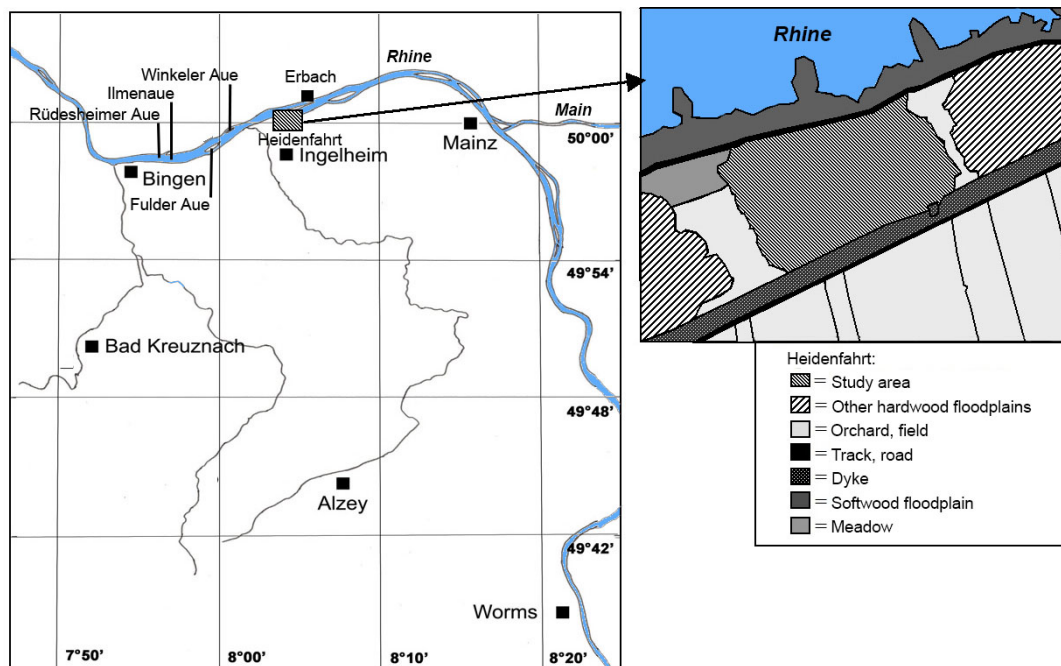 Rhine
Winkeler Aue
Erbach
Ilmenaue
Rüdesheimer Aue
Main
50°00'
Heidenfahrt
Mainz
Ingelheim
Bingen
Fulder Aue
49°54'
Bad Kreuznach
49°48'
Alzey
49°42'
Worms
7°50' 8°00' 8°10' 8°20'
Rhine
Heidenfahrt:
= Study area
= Other hardwood floodplains
= Orchard, field
= Track, road
= Dyke
= Softwood floodplain
= Meadow